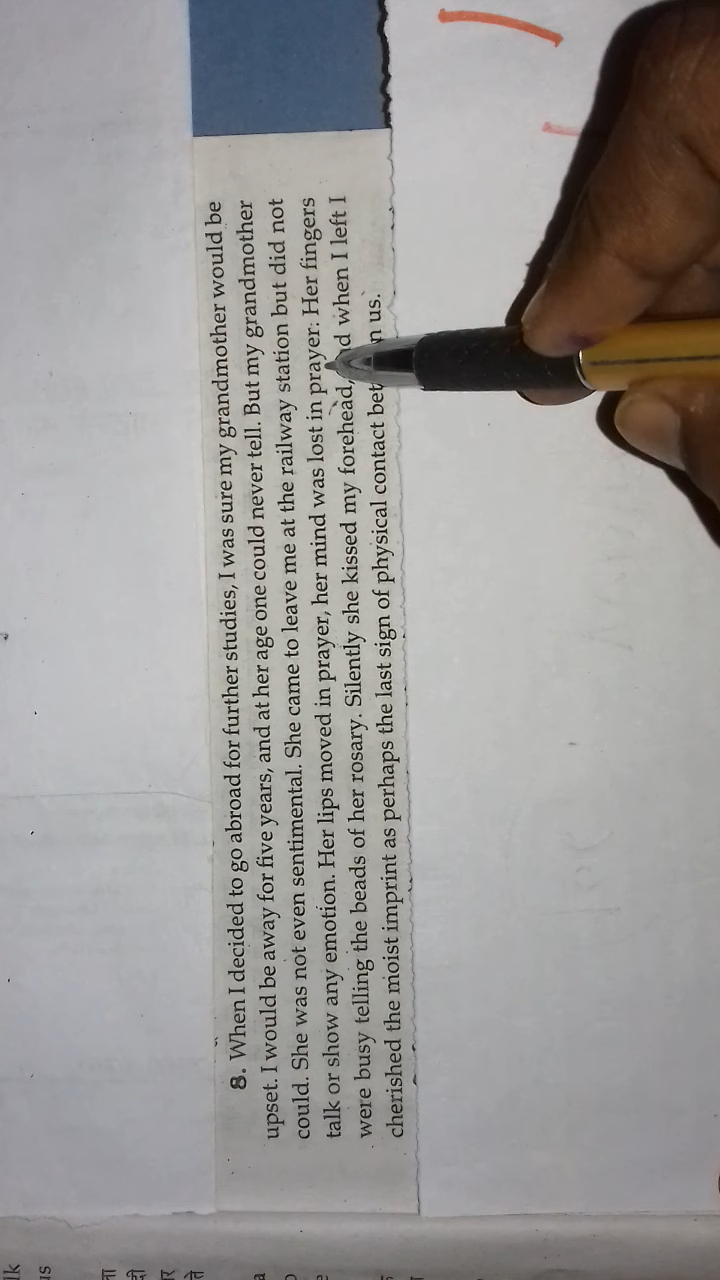 8. When I decided to go abroad for further studies, I was sure my grandmother would be
upset. I would be away for five years, and at her age one could never tell. But my grandmother
could. She was not even sentimental. She came to leave me at the railway station but did not
talk or show any emotion. Her lips moved in prayer, her mind was lost in prayer. Her fingers
were busy telling the beads of her rosary. Silently she kissed my forehead, when I left I
cherished the moist imprint as perhaps the last sign of physical contact us.
lk
us
ना
दी
र
ते
a
e